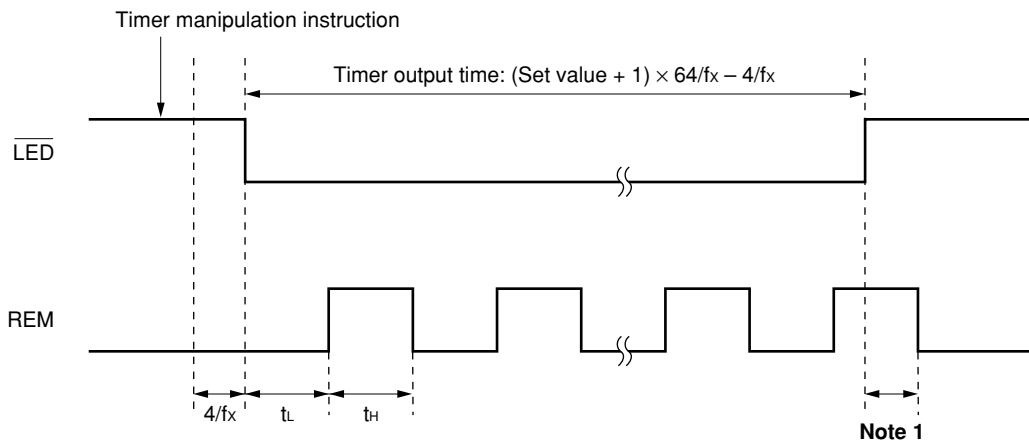 Timer manipulation instruction
Timer output time: (Set value + 1) × 64/fX – 4/fX
LED
REM
4/fX tL tH
Note 1